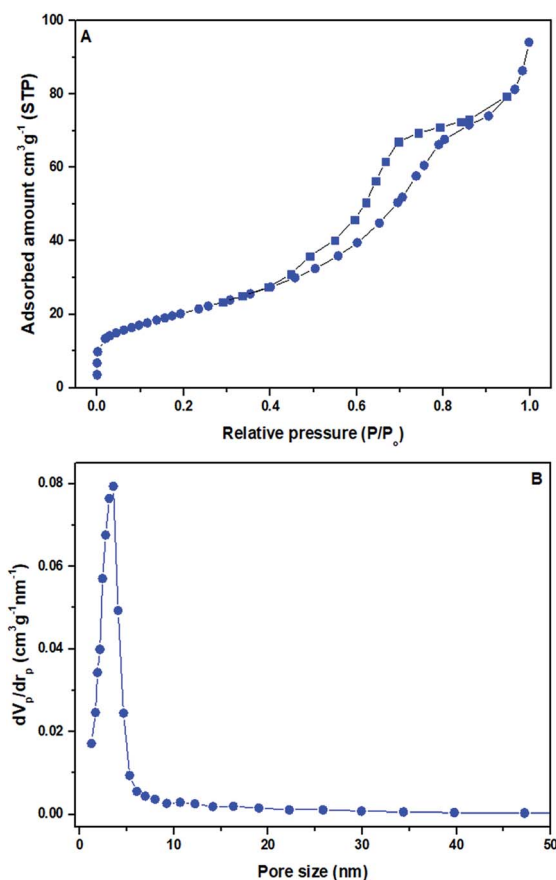 A
100
80
60
40
20
0
Adsorbed amount cm³g⁻¹ (STP)
0.0 0.2 0.4 0.6 0.8 1.0
Relative pressure (P/Pₒ)
B
0.08
0.06
0.04
0.02
0.00
dVₚ/drₚ (cm³g⁻¹nm⁻¹)
0 10 20 30 40 50
Pore size (nm)